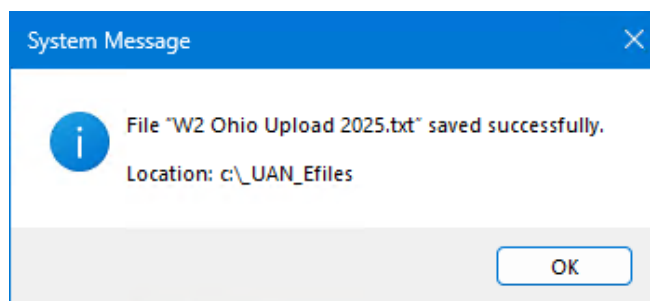 System Message
File "W2 Ohio Upload 2025.txt" saved successfully.
Location: c:\_UAN_Efiles
OK